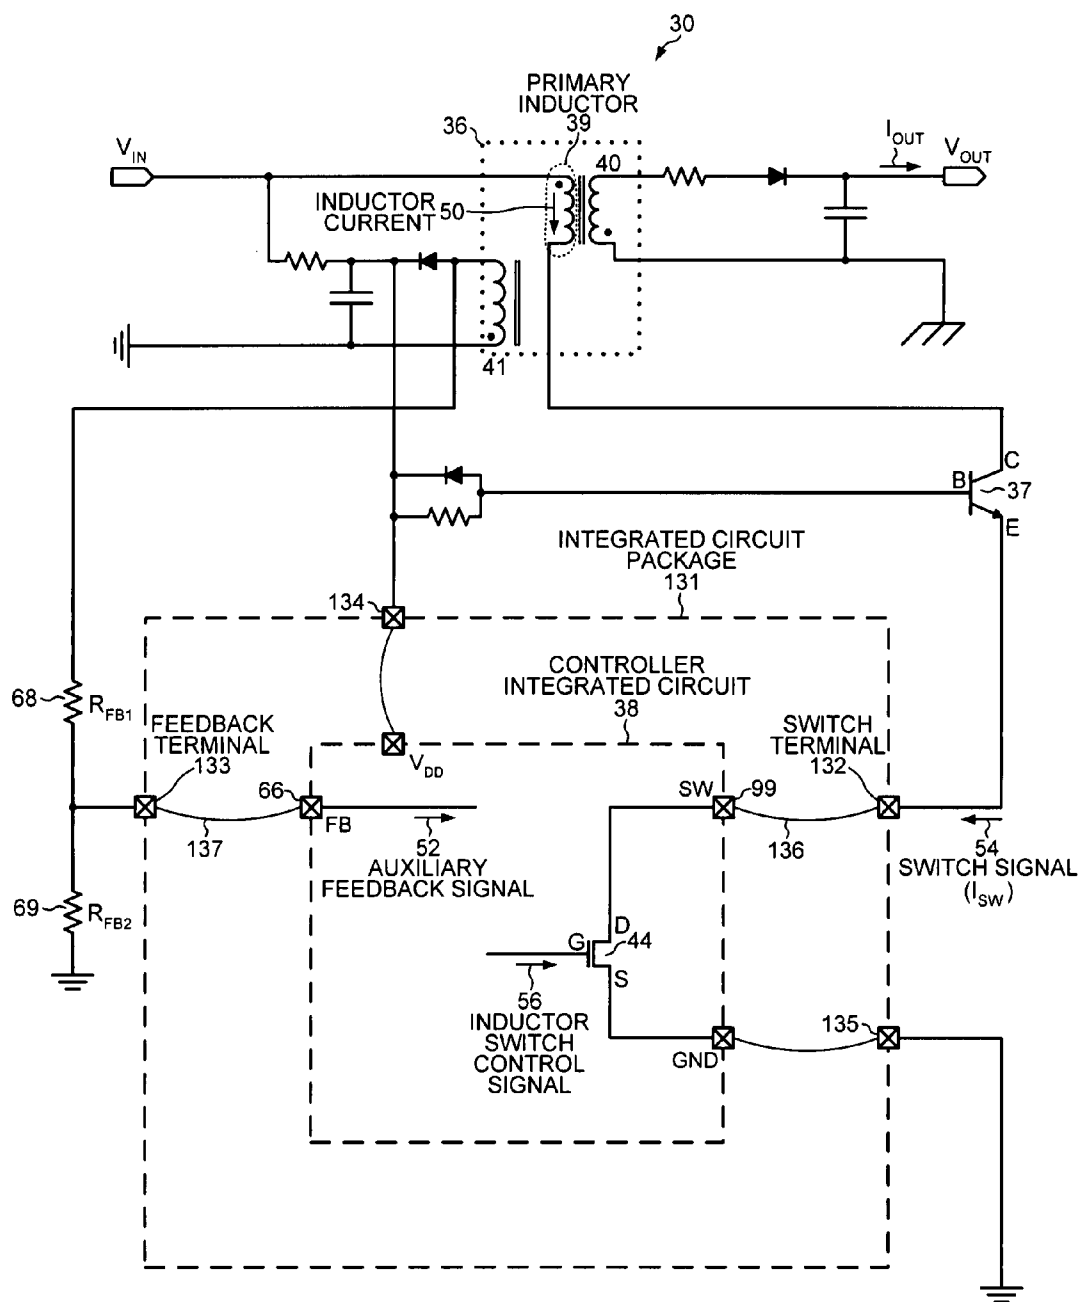 30
PRIMARY
INDUCTOR
39
36
40
V_IN
I_OUT
V_OUT
INDUCTOR
CURRENT
50
41
C
B
37
E
INTEGRATED CIRCUIT
PACKAGE
131
134
CONTROLLER
INTEGRATED CIRCUIT
38
68
R_FB1
FEEDBACK
TERMINAL
133
V_DD
SWITCH
TERMINAL
132
66
SW
99
FB
137
52
AUXILIARY
FEEDBACK SIGNAL
136
54
SWITCH SIGNAL
(I_SW)
69
R_FB2
D
G
44
S
56
INDUCTOR
SWITCH
CONTROL
SIGNAL
135
GND